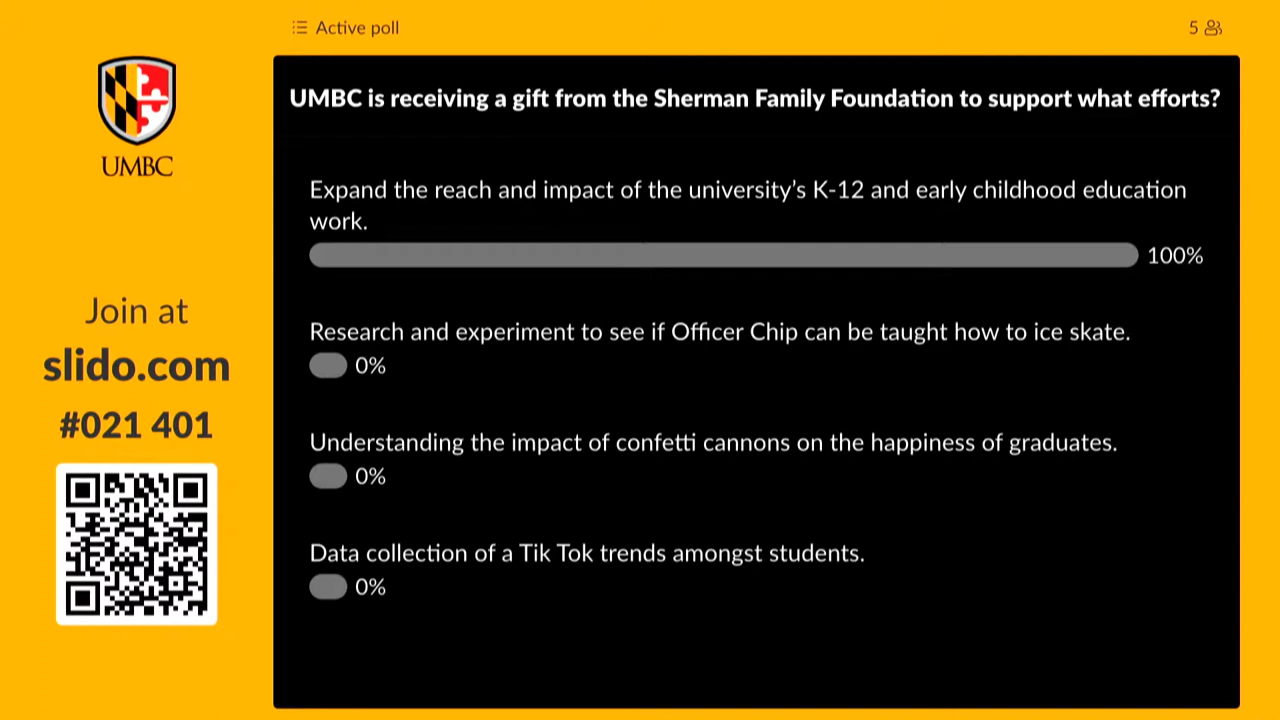 Active poll
5
UMBC
UMBC is receiving a gift from the Sherman Family Foundation to support what efforts?
Expand the reach and impact of the university’s K-12 and early childhood education
work.
100%
Research and experiment to see if Officer Chip can be taught how to ice skate.
0%
Understanding the impact of confetti cannons on the happiness of graduates.
0%
Data collection of a Tik Tok trends amongst students.
0%
Join at
slido.com
#021 401